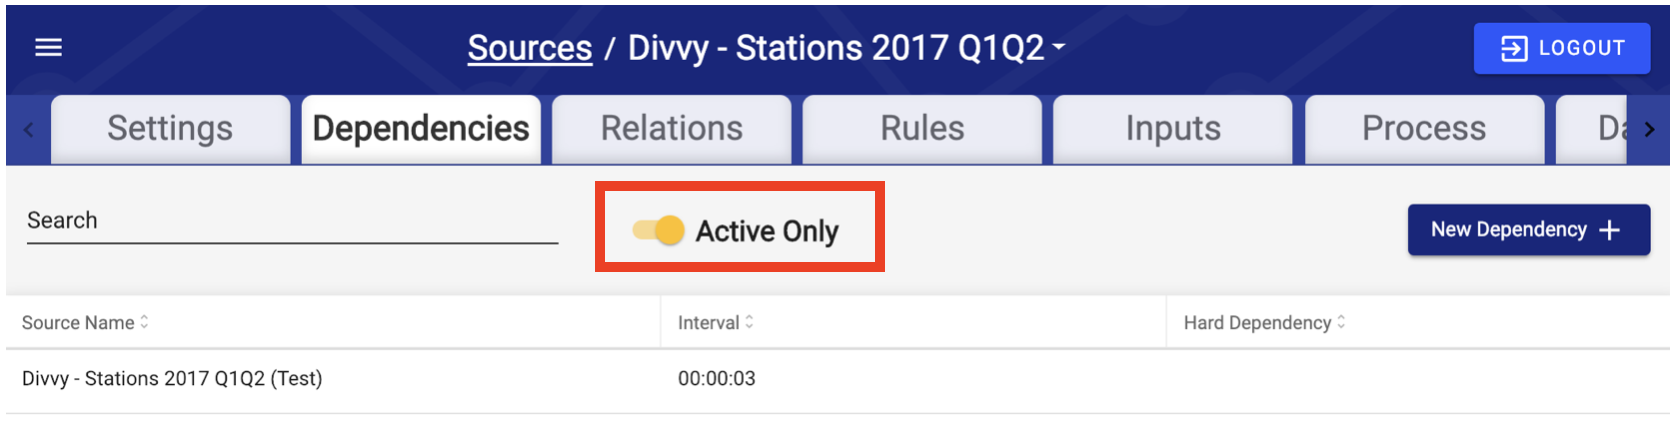 Sources / Divvy - Stations 2017 Q1Q2
LOGOUT
Settings Dependencies Relations Rules Inputs Process
Search
Active Only
New Dependency +
Source Name Interval Hard Dependency
Divvy - Stations 2017 Q1Q2 (Test) 00:00:03